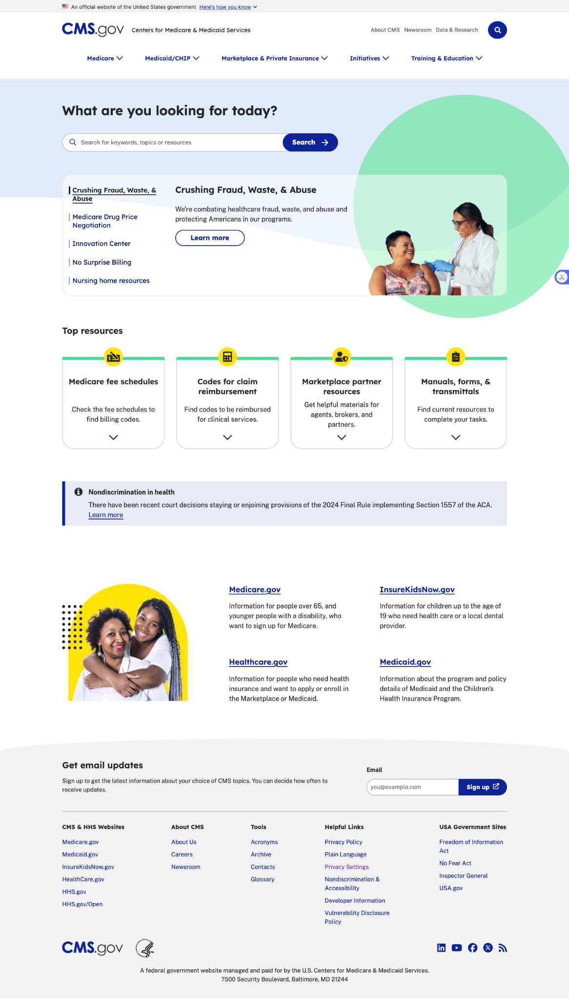 An official website of the United States government Here's how you know
CMS.gov Centers for Medicare & Medicaid Services
About CMS Newsroom Data & Research
Medicare Medicaid/CHIP Marketplace & Private Insurance Initiatives Training & Education
What are you looking for today?
Search for keywords, topics or resources Search
Crushing Fraud, Waste, &
Abuse
Medicare Drug Price
Negotiation
Innovation Center
No Surprise Billing
Nursing home resources
Crushing Fraud, Waste, & Abuse
We're combating healthcare fraud, waste, and abuse and
protecting Americans in our programs.
Learn more
Top resources
Medicare fee schedules
Check the fee schedules to
find billing codes.
Codes for claim
reimbursement
Find codes to be reimbursed
for clinical services.
Marketplace partner
resources
Get helpful materials for
agents, brokers, and
partners.
Manuals, forms, &
transmittals
Find current resources to
complete your tasks.
Nondiscrimination in health
There have been recent court decisions staying or enjoining provisions of the 2024 Final Rule implementing Section 1557 of the ACA.
Learn more
Medicare.gov
Information for people over 65, and
younger people with a disability, who
want to sign up for Medicare.
InsureKidsNow.gov
Information for children up to the age of
19 who need health care or a local dental
provider.
Healthcare.gov
Information for people who need health
insurance and want to apply or enroll in
the Marketplace or Medicaid.
Medicaid.gov
Information about the program and policy
details of Medicaid and the Children's
Health Insurance Program.
Get email updates
Sign up to get the latest information about your choice of CMS topics. You can decide how often to
receive updates.
Email
you@example.com Sign up
CMS & HHS Websites
Medicare.gov
Medicaid.gov
InsureKidsNow.gov
HealthCare.gov
HHS.gov
HHS.gov/Open
About CMS
About Us
Careers
Newsroom
Tools
Acronyms
Archive
Contacts
Glossary
Helpful Links
Privacy Policy
Plain Language
Privacy Settings
Nondiscrimination &
Accessibility
Developer Information
Vulnerability Disclosure
Policy
USA Government Sites
Freedom of Information
Act
No Fear Act
Inspector General
USA.gov
CMS.gov
A federal government website managed and paid for by the U.S. Centers for Medicare & Medicaid Services.
7500 Security Boulevard, Baltimore, MD 21244